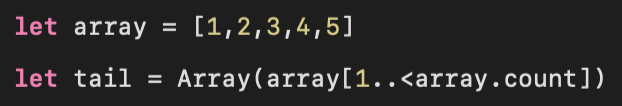 let array = [1,2,3,4,5]
let tail = Array(array[1..<array.count])